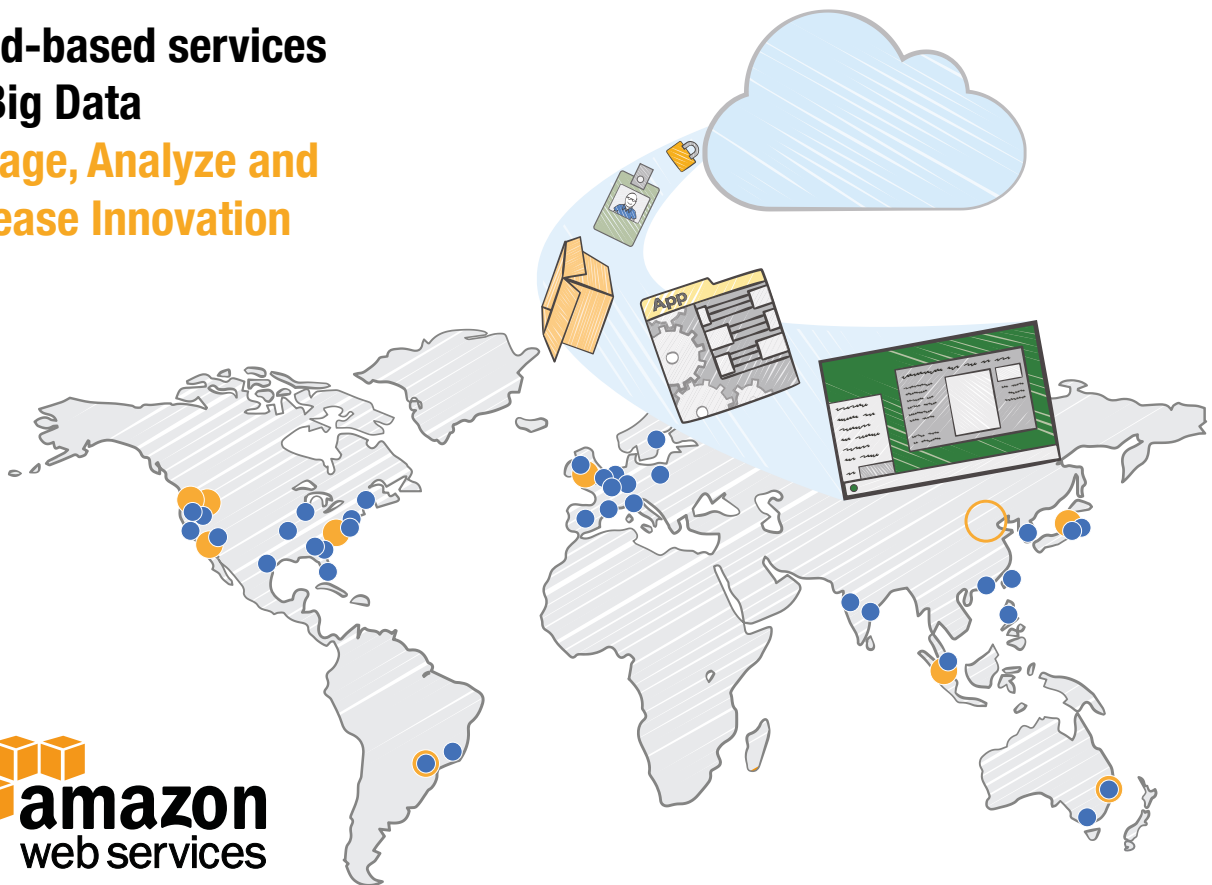 d-based services
Big Data
age, Analyze and
ease Innovation
App
amazon
web services